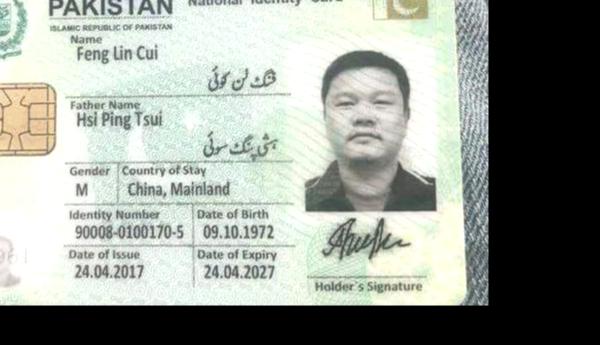 PAKISTAN National Identity Card
ISLAMIC REPUBLIC OF PAKISTAN
Name
Feng Lin Cui
فنگ لن کوئی
Father Name
Hsi Ping Tsui
ہشی پنگ سوئی
Gender Country of Stay
M China, Mainland
Identity Number Date of Birth
90008-0100170-5 09.10.1972
Date of Issue Date of Expiry
24.04.2017 24.04.2027
Holder's Signature